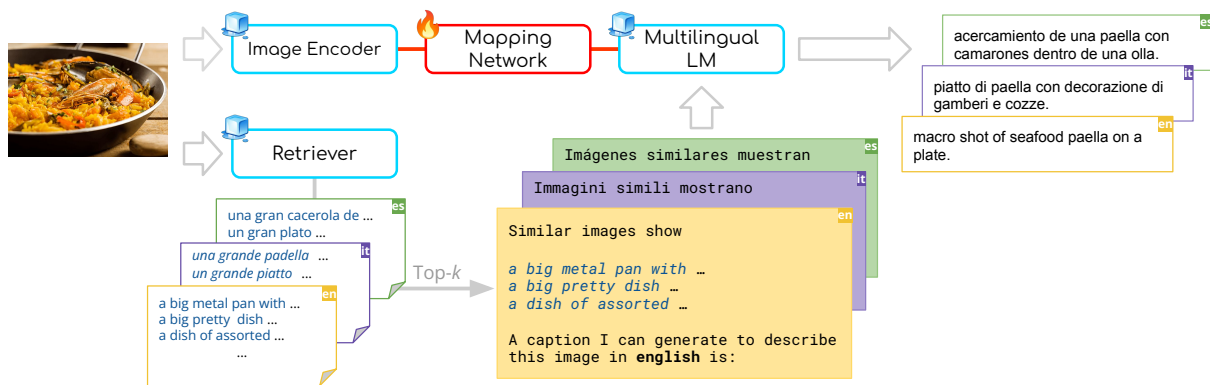 Image Encoder
Mapping
Network
Multilingual
LM
es
acercamiento de una paella con
camarones dentro de una olla.
it
piatto di paella con decorazione di
gamberi e cozze.
en
macro shot of seafood paella on a
plate.
Retriever
es
una gran cacerola de ...
un gran plato ...
it
una grande padella ...
un grande piatto ...
en
a big metal pan with ...
a big pretty dish ...
a dish of assorted ...
...
Top-k
es
Imágenes similares muestran
it
Immagini simili mostrano
en
Similar images show
a big metal pan with …
a big pretty dish …
a dish of assorted …
A caption I can generate to describe
this image in english is: